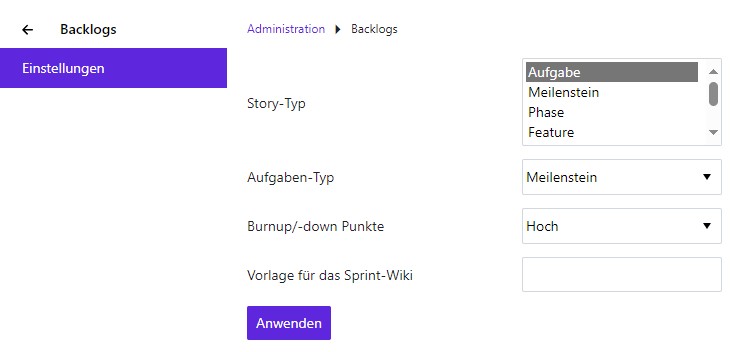 Backlogs
Einstellungen
Administration Backlogs
Story-Typ
Aufgabe
Meilenstein
Phase
Feature
Aufgaben-Typ
Meilenstein
Burnup/-down Punkte
Hoch
Vorlage für das Sprint-Wiki
Anwenden